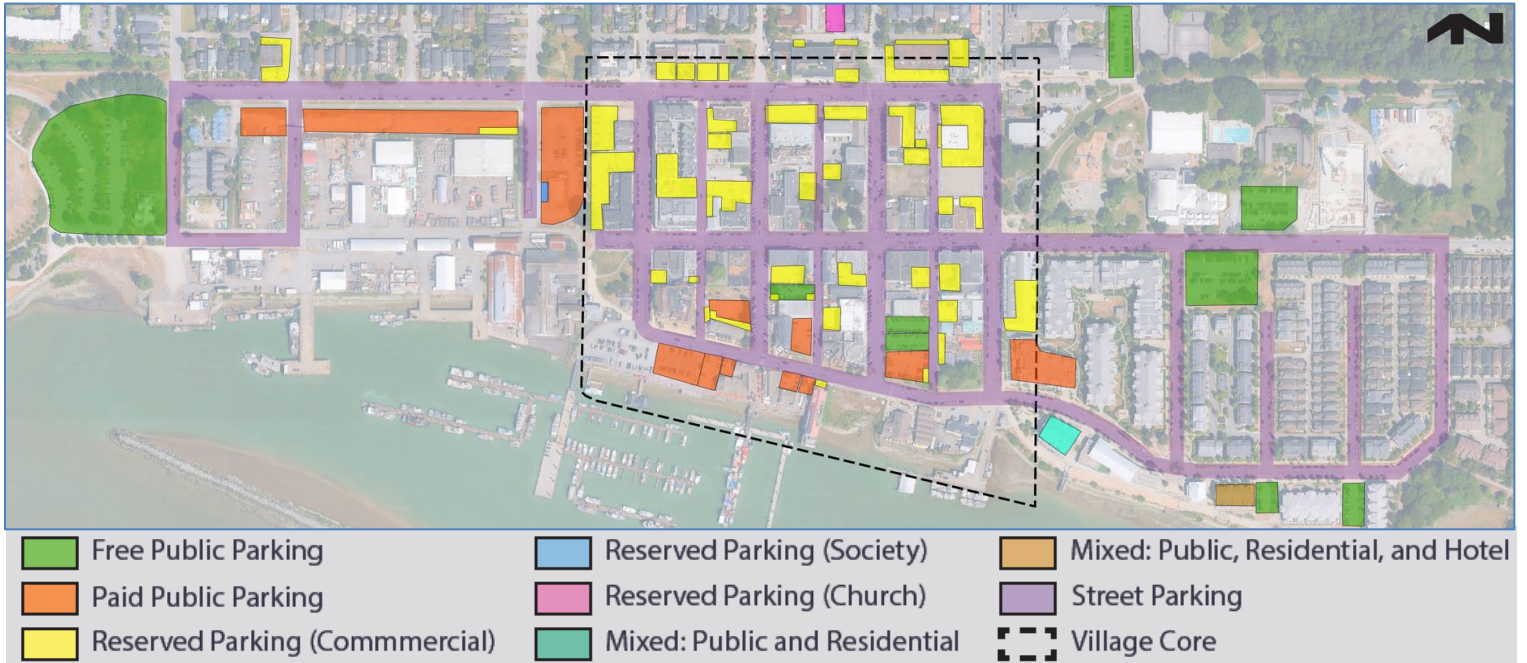 N
Free Public Parking
Reserved Parking (Society)
Mixed: Public, Residential, and Hotel
Paid Public Parking
Reserved Parking (Church)
Street Parking
Reserved Parking (Commmercial)
Mixed: Public and Residential
Village Core